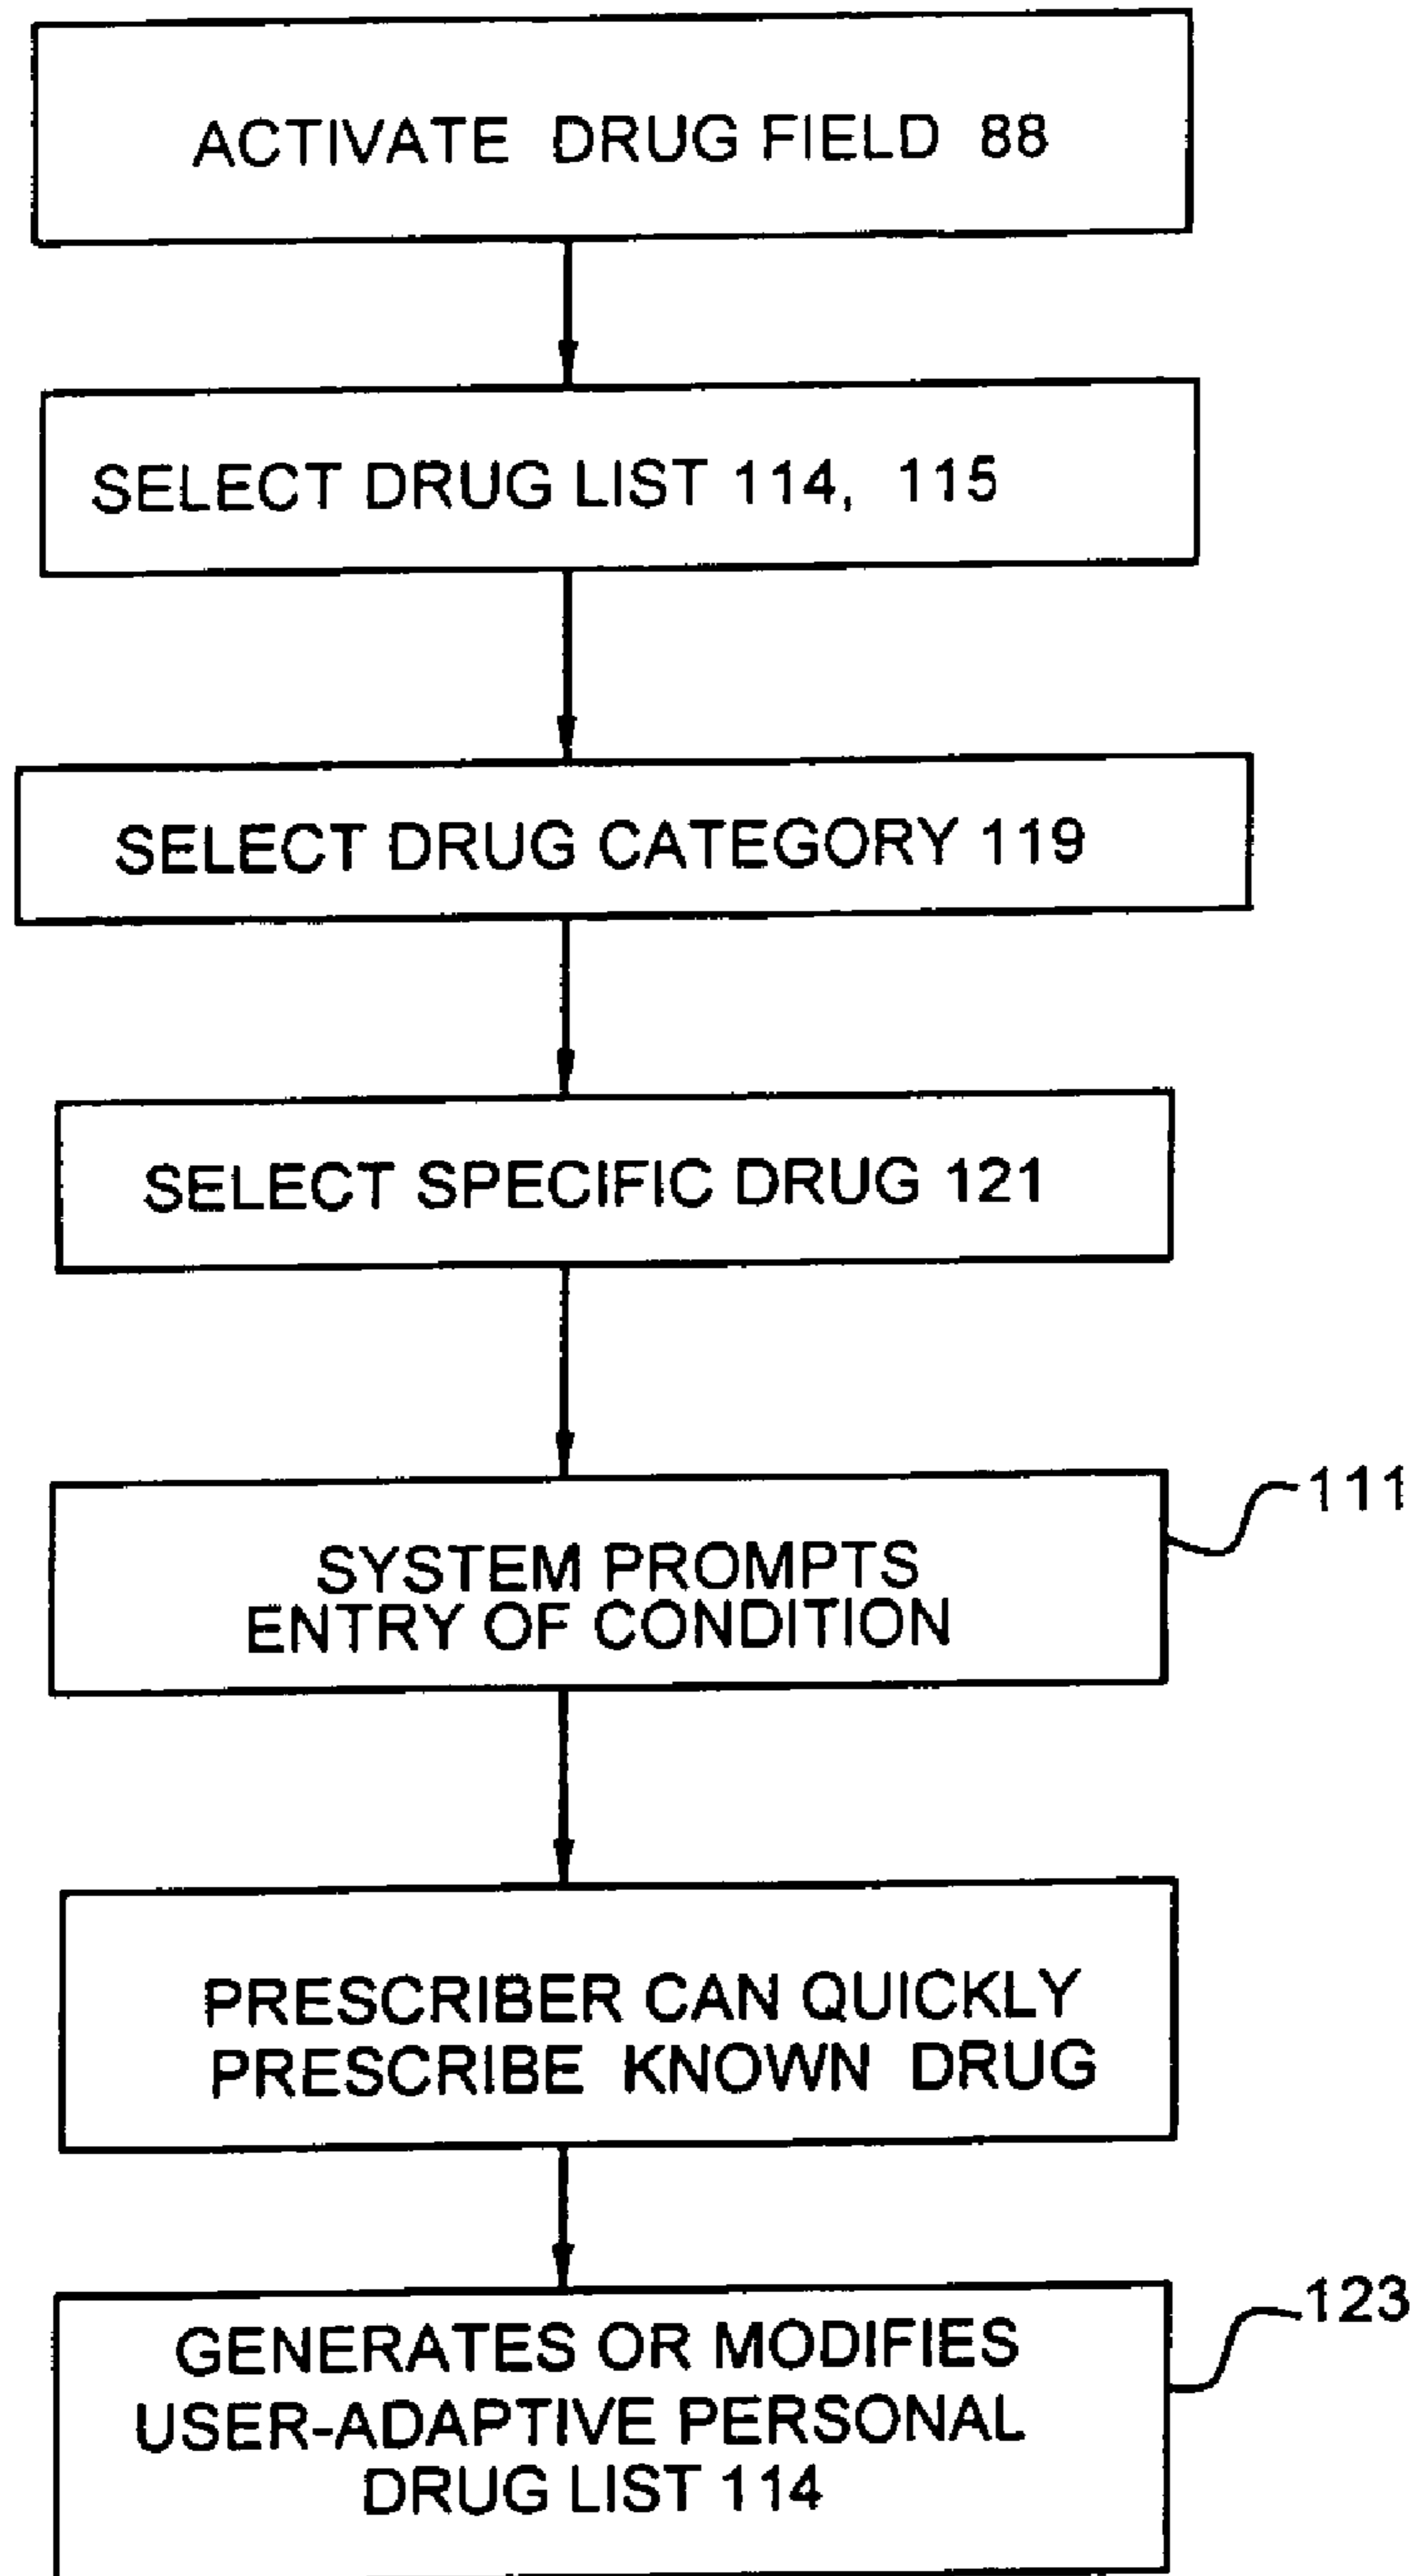 ACTIVATE DRUG FIELD 88
SELECT DRUG LIST 114, 115
SELECT DRUG CATEGORY 119
SELECT SPECIFIC DRUG 121
111
SYSTEM PROMPTS
ENTRY OF CONDITION
PRESCRIBER CAN QUICKLY
PRESCRIBE KNOWN DRUG
123
GENERATES OR MODIFIES
USER-ADAPTIVE PERSONAL
DRUG LIST 114